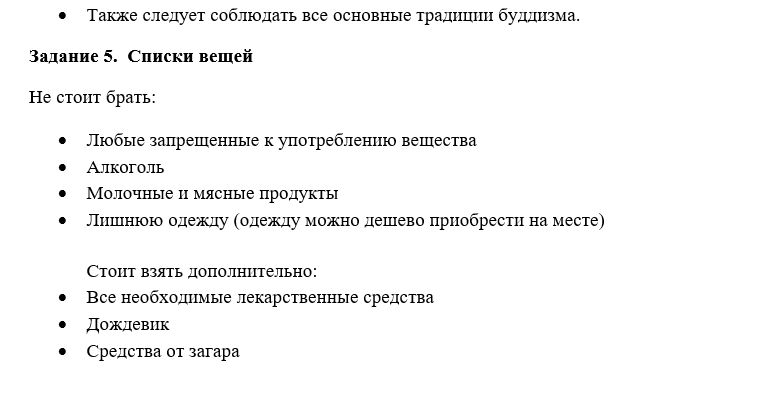 • Также следует соблюдать все основные традиции буддизма.
Задание 5.  Списки вещей
Не стоит брать:
• Любые запрещенные к употреблению вещества
• Алкоголь
• Молочные и мясные продукты
• Лишнюю одежду (одежду можно дешево приобрести на месте)
Стоит взять дополнительно:
• Все необходимые лекарственные средства
• Дождевик
• Средства от загара